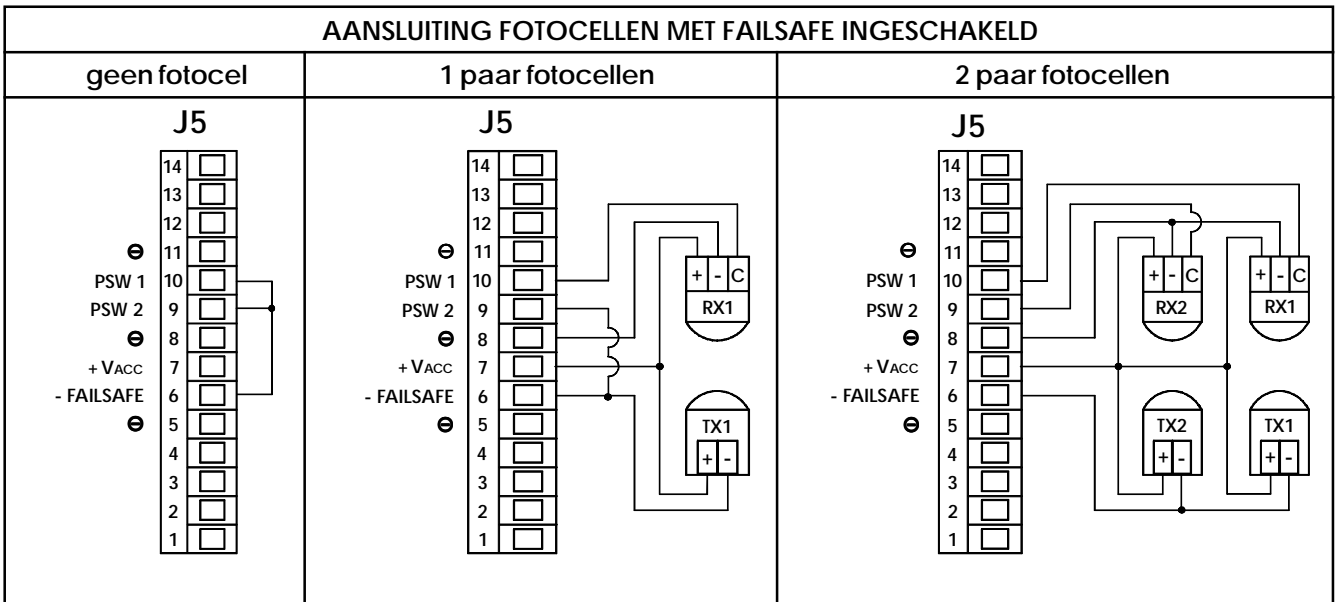 AANSLUITING FOTOCELLEN MET FAILSAFE INGESCHAKELD
geen fotocel
J5
14
13
12
⊖ 11
PSW 1 10
PSW 2 9
⊖ 8
+ VACC 7
- FAILSAFE 6
⊖ 5
4
3
2
1
1 paar fotocellen
J5
14
13
12
⊖ 11
PSW 1 10
PSW 2 9
⊖ 8
+ VACC 7
- FAILSAFE 6
⊖ 5
4
3
2
1
+ - C
RX1
TX1
+ -
2 paar fotocellen
J5
14
13
12
⊖ 11
PSW 1 10
PSW 2 9
⊖ 8
+ VACC 7
- FAILSAFE 6
⊖ 5
4
3
2
1
+ - C
RX2
+ - C
RX1
TX2
+ -
TX1
+ -